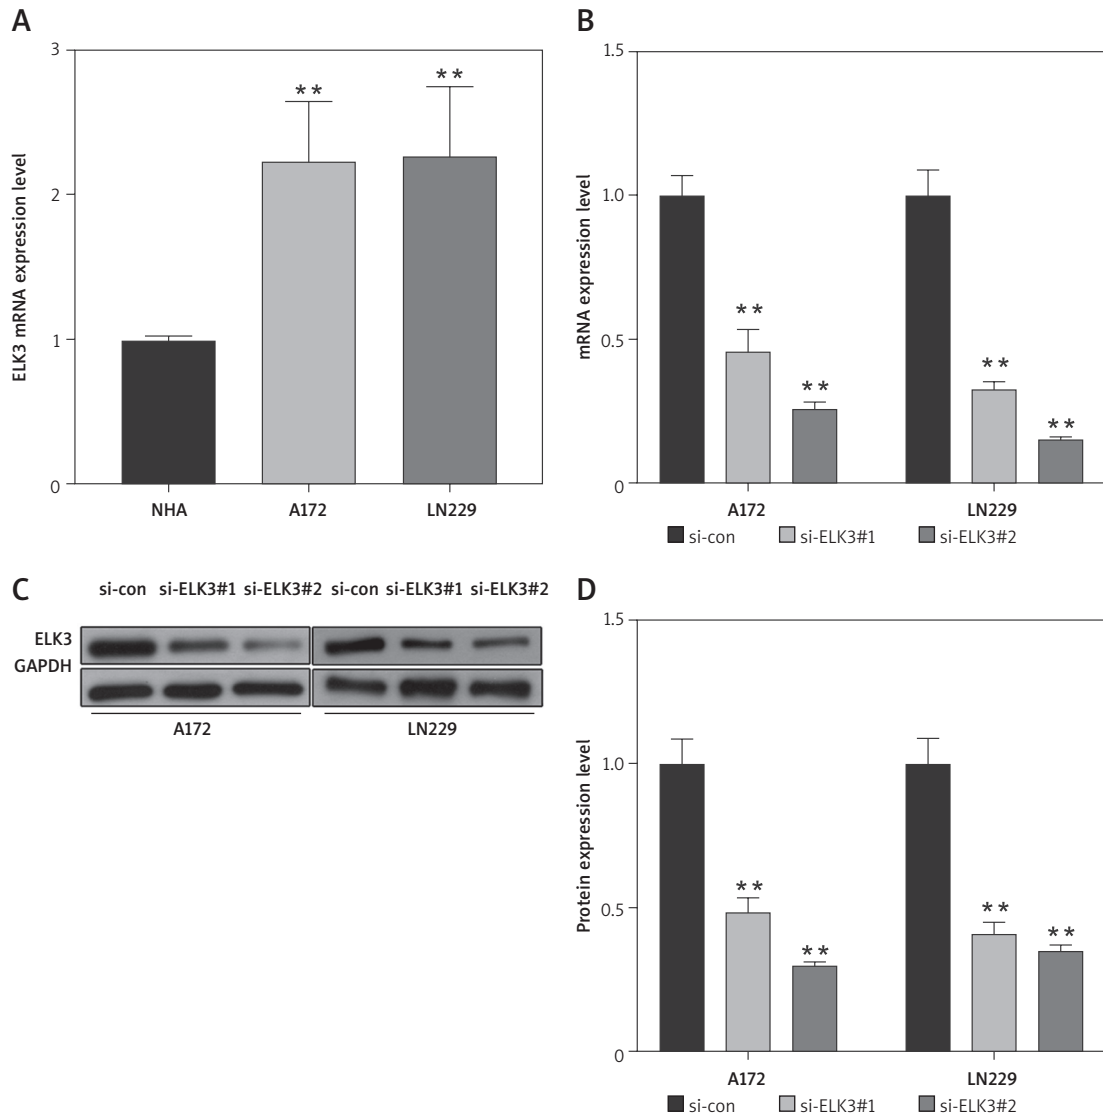 A
ELK3 mRNA expression level
3
2
1
0
** **
NHA A172 LN229
B
mRNA expression level
1.5
1.0
0.5
0
** ** ** **
A172 LN229
si-con si-ELK3#1 si-ELK3#2
C
si-con si-ELK3#1 si-ELK3#2 si-con si-ELK3#1 si-ELK3#2
ELK3
GAPDH
A172 LN229
D
Protein expression level
1.5
1.0
0.5
0
** ** ** **
A172 LN229
si-con si-ELK3#1 si-ELK3#2